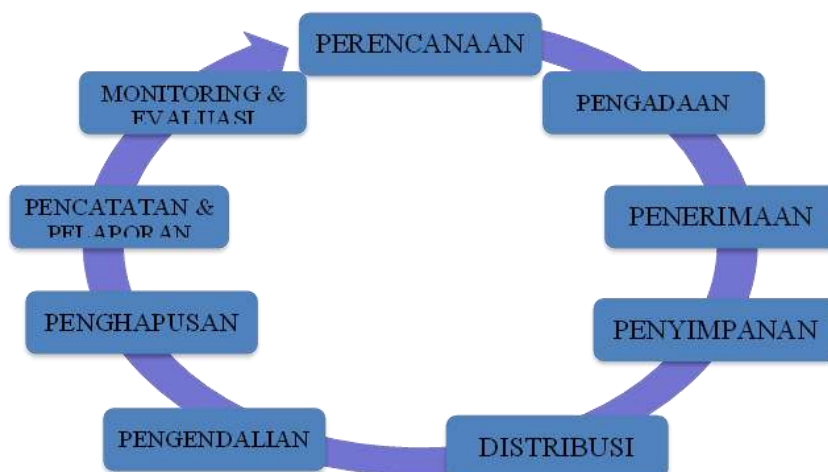 PERENCANAAN
PENGADAAN
PENERIMAAN
PENYIMPANAN
DISTRIBUSI
PENGENDALIAN
PENGHAPUSAN
PENCATATAN &
PELAPORAN
MONITORING &
EVALUASI